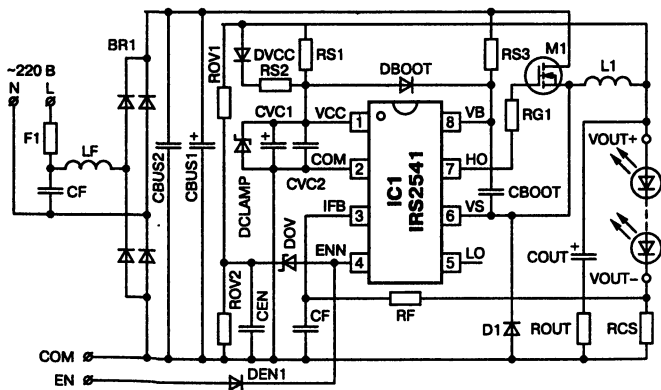 ~220 В
N L
BR1
F1
LF
CF
CBUS2
CBUS1
ROV1
DVCC
RS1
RS2
DBOOT
RS3
M1
L1
CVC1
VCC
1
8
VB
RG1
COM
2
7
HO
CVC2
DCLAMP
IC1
IRS2541
CBOOT
VOUT+
IFB
3
6
VS
DOV
ENN
4
5
LO
COUT
+
VOUT–
ROV2
CEN
CF
RF
D1
ROUT
RCS
COM
EN
DEN1